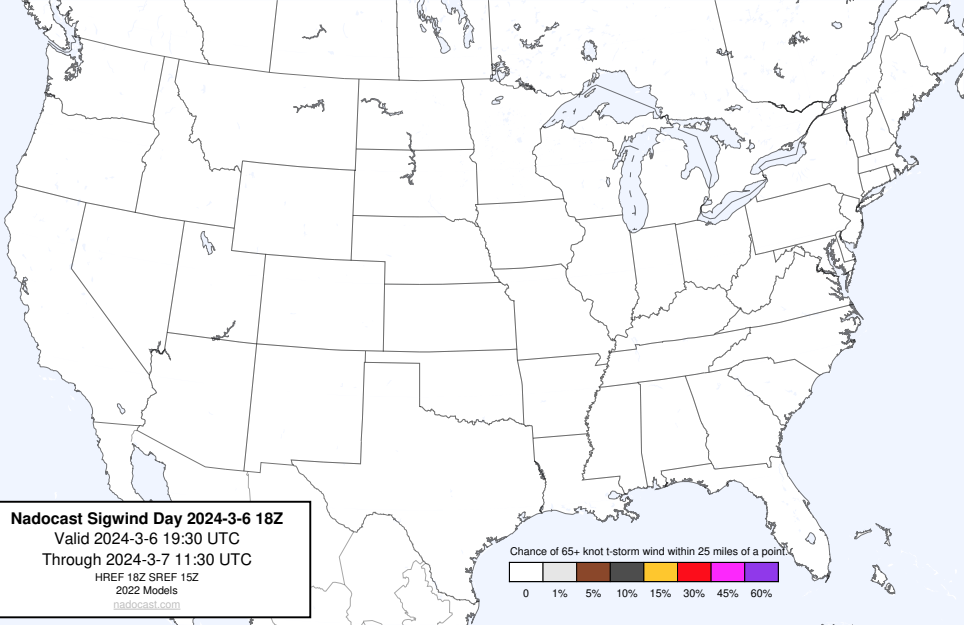 Nadocast Sigwind Day 2024-3-6 18Z
Valid 2024-3-6 19:30 UTC
Through 2024-3-7 11:30 UTC
HREF 18Z SREF 15Z
2022 Models
nadocast.com
Chance of 65+ knot t-storm wind within 25 miles of a point.
0 1% 5% 10% 15% 30% 45% 60%